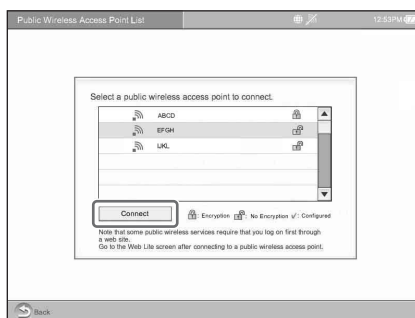 Public Wireless Access Point List
12:53PM
Select a public wireless access point to connect.
ABCD
EFGH
IJKL
Connect
: Encryption : No Encryption : Configured
Note that some public wireless services require that you log on first through
a web site.
Go to the Web Lite screen after connecting to a public wireless access point.
Back